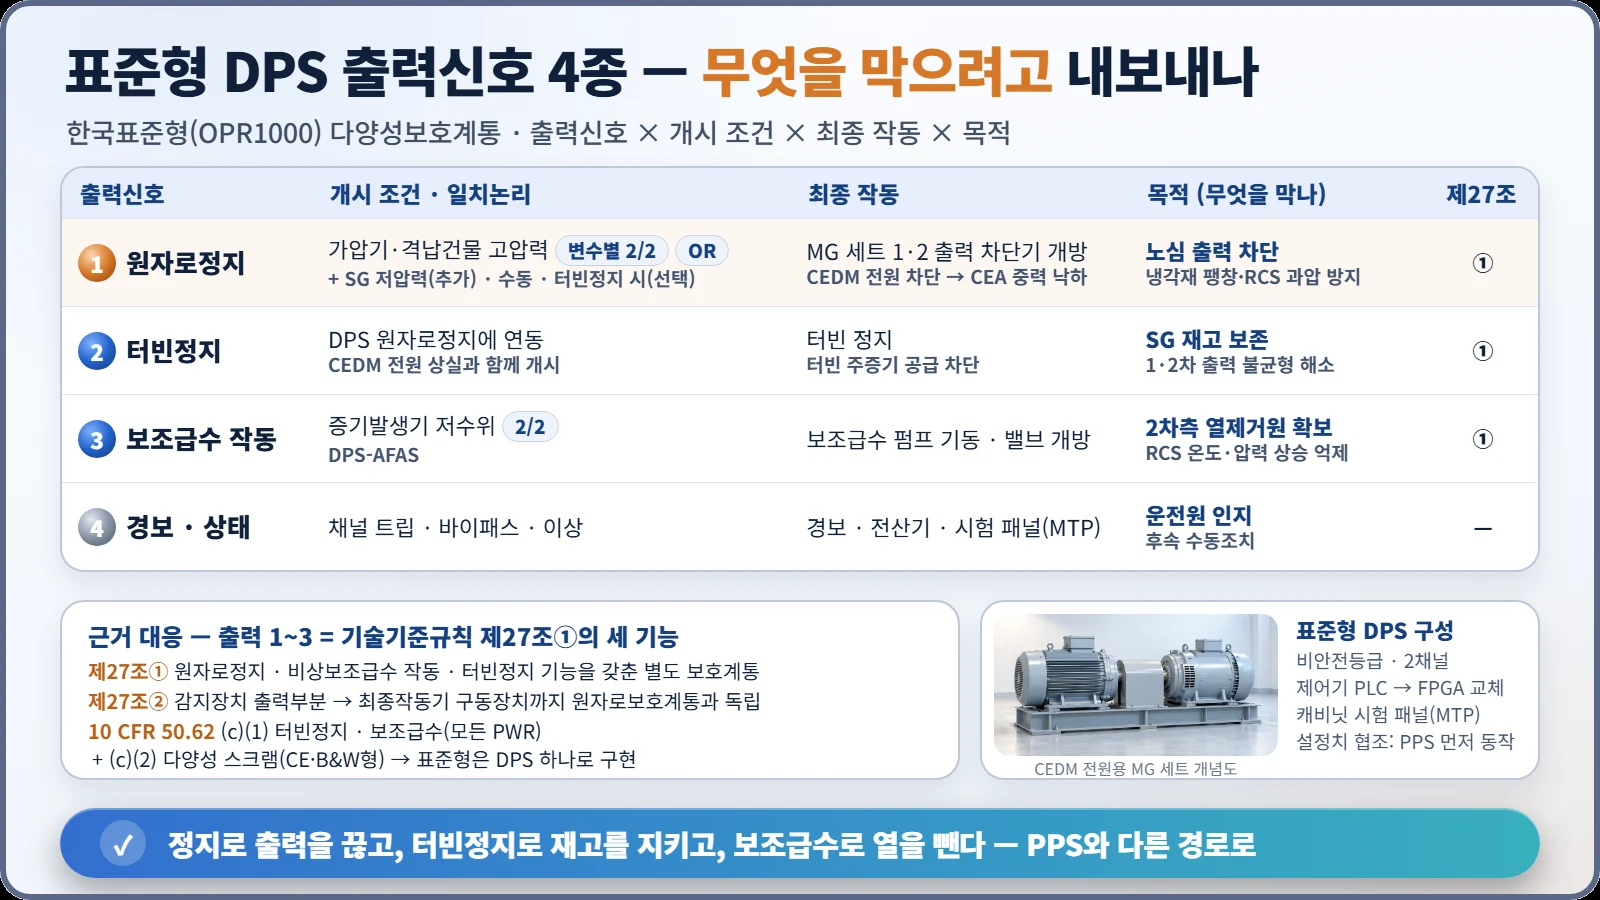 표준형 DPS 출력신호 4종 — 무엇을 막으려고 내보내나
한국표준형(OPR1000) 다양성보호계통 · 출력신호 × 개시 조건 × 최종 작동 × 목적
출력신호 개시 조건 · 일치논리 최종 작동 목적 (무엇을 막나) 제27조
1 원자로정지
가압기·격납건물 고압력 변수별 2/2 OR
+ SG 저압력(추가) · 수동 · 터빈정지 시(선택)
MG 세트 1·2 출력 차단기 개방
CEDM 전원 차단 → CEA 중력 낙하
노심 출력 차단
냉각재 팽창·RCS 과압 방지
①
2 터빈정지
DPS 원자로정지에 연동
CEDM 전원 상실과 함께 개시
터빈 정지
터빈 주증기 공급 차단
SG 재고 보존
1·2차 출력 불균형 해소
①
3 보조급수 작동
증기발생기 저수위 2/2
DPS-AFAS
보조급수 펌프 기동 · 밸브 개방
2차측 열제거원 확보
RCS 온도·압력 상승 억제
①
4 경보 · 상태
채널 트립 · 바이패스 · 이상
경보 · 전산기 · 시험 패널(MTP)
운전원 인지
후속 수동조치
—
근거 대응 — 출력 1~3 = 기술기준규칙 제27조①의 세 기능
제27조① 원자로정지 · 비상보조급수 작동 · 터빈정지 기능을 갖춘 별도 보호계통
제27조② 감지장치 출력부분 → 최종작동기 구동장치까지 원자로보호계통과 독립
10 CFR 50.62 (c)(1) 터빈정지 · 보조급수(모든 PWR)
+ (c)(2) 다양성 스크램(CE·B&W형) → 표준형은 DPS 하나로 구현
CEDM 전원용 MG 세트 개념도
표준형 DPS 구성
비안전등급 · 2채널
제어기 PLC → FPGA 교체
캐비닛 시험 패널(MTP)
설정치 협조: PPS 먼저 동작
✓ 정지로 출력을 끊고, 터빈정지로 재고를 지키고, 보조급수로 열을 뺀다 — PPS와 다른 경로로